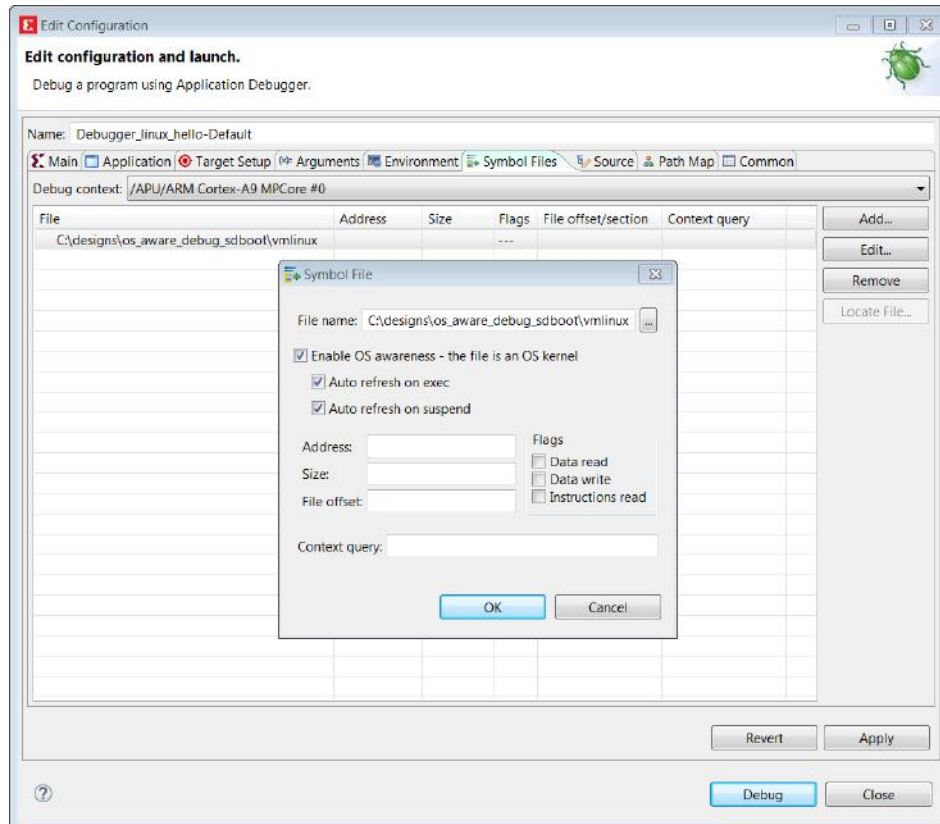 Edit Configuration
Edit configuration and launch.
Debug a program using Application Debugger.
Name: Debugger_linux_hello-Default
Main Application Target Setup Arguments Environment Symbol Files Source Path Map Common
Debug context: /APU/ARM Cortex-A9 MPCore #0
File Address Size Flags File offset/section Context query Add...
C:\designs\os_aware_debug_sdboot\vmlinux --- Edit...
Symbol File Remove
File name: C:\designs\os_aware_debug_sdboot\vmlinux ... Locate File...
Enable OS awareness - the file is an OS kernel
Auto refresh on exec
Auto refresh on suspend
Address: Flags
Data read
Size: Data write
File offset: Instructions read
Context query:
OK Cancel
Revert Apply
? Debug Close